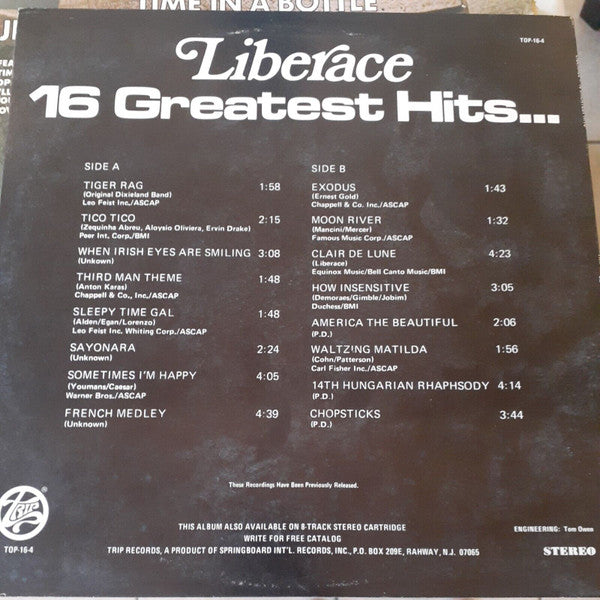 TIME IN A BOTTLE
TOP-16-4
Liberace
16 Greatest Hits...
SIDE A
TIGER RAG 1:58
(Original Dixieland Band)
Leo Feist Inc./ASCAP
TICO TICO 2:15
(Zequinha Abreu, Aloysio Oliviera, Ervin Drake)
Peer Int. Corp./BMI
WHEN IRISH EYES ARE SMILING 3:08
(Unkown)
THIRD MAN THEME 1:48
(Anton Karas)
Chappell & Co., Inc./ASCAP
SLEEPY TIME GAL 1:48
(Alden/Egan/Lorenzo)
Leo Feist Inc. Whiting Corp./ASCAP
SAYONARA 2:24
(Unknown)
SOMETIMES I'M HAPPY 4:05
(Youmans/Caesar)
Warner Bros./ASCAP
FRENCH MEDLEY 4:39
(Unknown)
SIDE B
EXODUS 1:43
(Ernest Gold)
Chappell & Co. Inc./ASCAP
MOON RIVER 1:32
(Mancini/Mercer)
Famous Music Corp./ASCAP
CLAIR DE LUNE 4:23
(Liberace)
Equinox Music/Bell Canto Music/BMI
HOW INSENSITIVE 3:05
(Demoraes/Gimble/Jobim)
Duchess/BMI
AMERICA THE BEAUTIFUL 2:06
(P.D.)
WALTZING MATILDA 1:56
(Cohn/Patterson)
Carl Fisher Inc./ASCAP
14TH HUNGARIAN RHAPHSODY 4:14
(P.D.)
CHOPSTICKS 3:44
(P.D.)
These Recordings Have Been Previously Released.
TRIP
TOP-16-4
THIS ALBUM ALSO AVAILABLE ON 8-TRACK STEREO CARTRIDGE
WRITE FOR FREE CATALOG
TRIP RECORDS, A PRODUCT OF SPRINGBOARD INT'L. RECORDS, INC., P.O. BOX 209E, RAHWAY, N.J. 07065
ENGINEERING: Tom Owen
STEREO